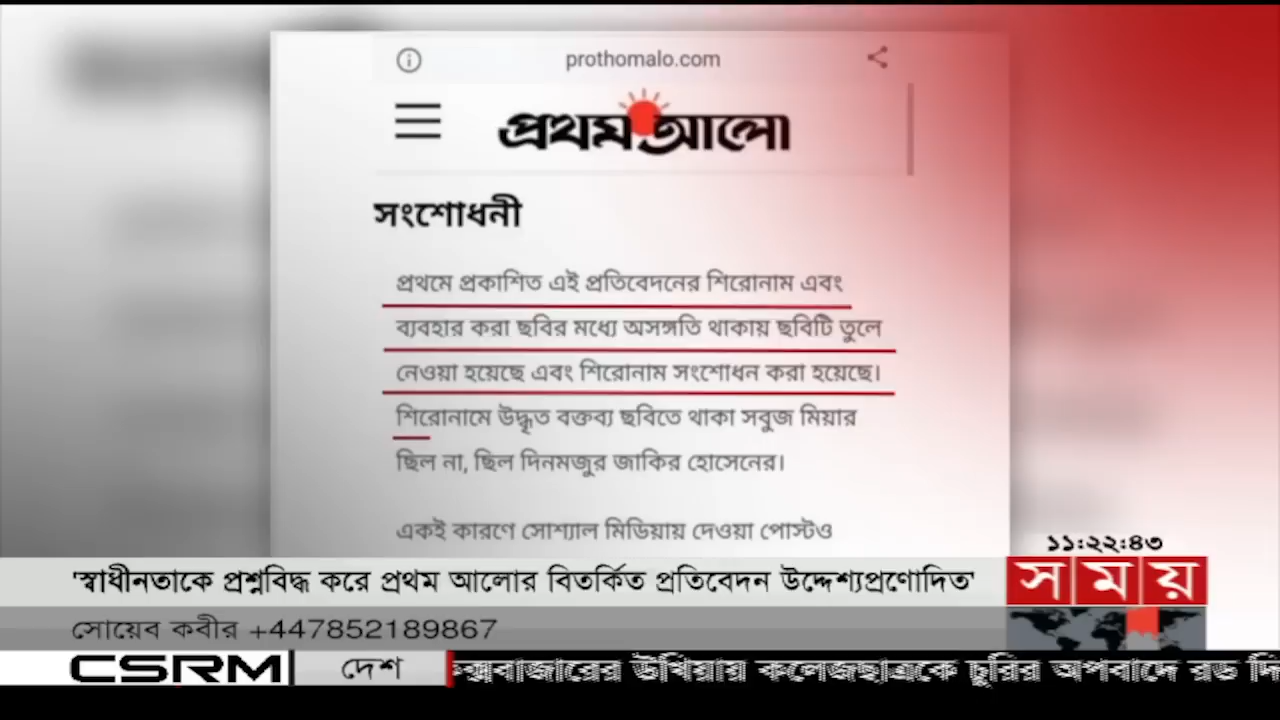 prothomalo.com
প্রথম আলো
সংশোধনী
প্রথমে প্রকাশিত এই প্রতিবেদনের শিরোনাম এবং
ব্যবহার করা ছবির মধ্যে অসঙ্গতি থাকায় ছবিটি তুলে
নেওয়া হয়েছে এবং শিরোনাম সংশোধন করা হয়েছে।
শিরোনামে উদ্ধৃত বক্তব্য ছবিতে থাকা সবুজ মিয়ার
ছিল না, ছিল দিনমজুর জাকির হোসেনের।
একই কারণে সোশ্যাল মিডিয়ায় দেওয়া পোস্টও
১১:২২:৪৩
'স্বাধীনতাকে প্রশ্নবিদ্ধ করে প্রথম আলোর বিতর্কিত প্রতিবেদন উদ্দেশ্যপ্রণোদিত'
সময়
সোয়েব কবীর +447852189867
CSRM দেশ ক্সবাজারের উখিয়ায় কলেজছাত্রকে চুরির অপবাদে রড দি